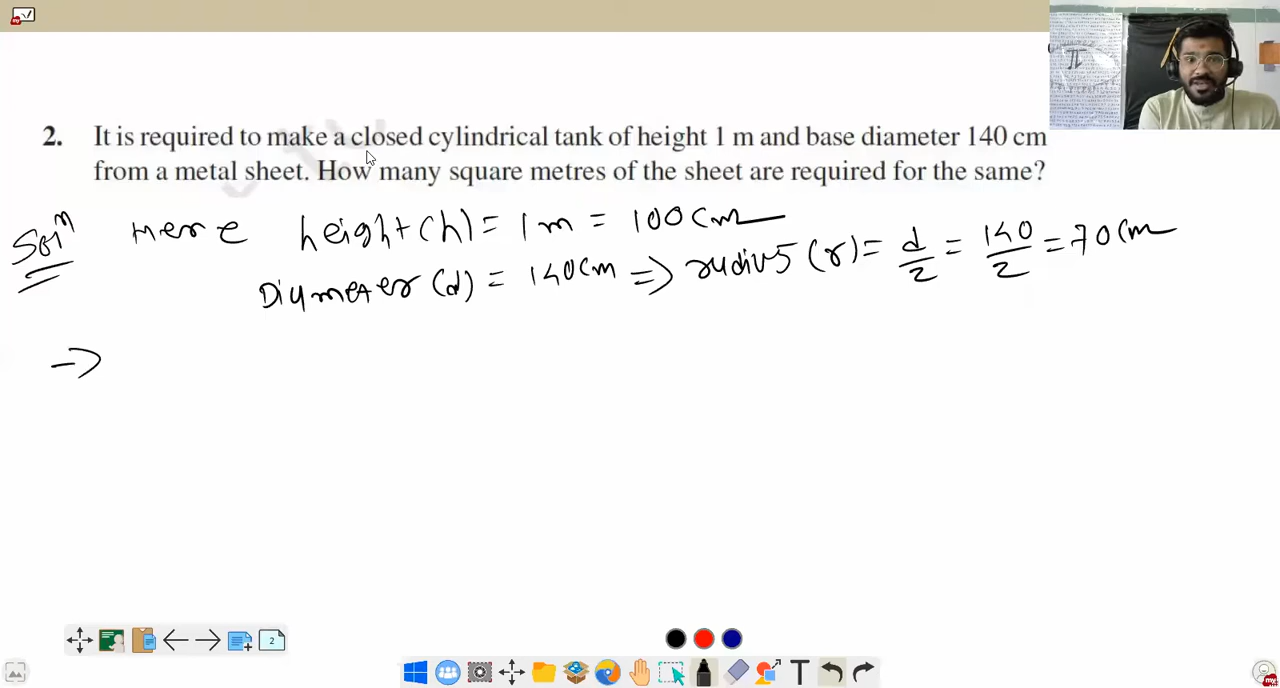 2. It is required to make a closed cylindrical tank of height 1 m and base diameter 140 cm
from a metal sheet. How many square metres of the sheet are required for the same?
Solⁿ Here height (h) = 1 m = 100 cm
Diameter (d) = 140 cm => radius (r) = d/2 = 140/2 = 70 cm
->
π
2
T